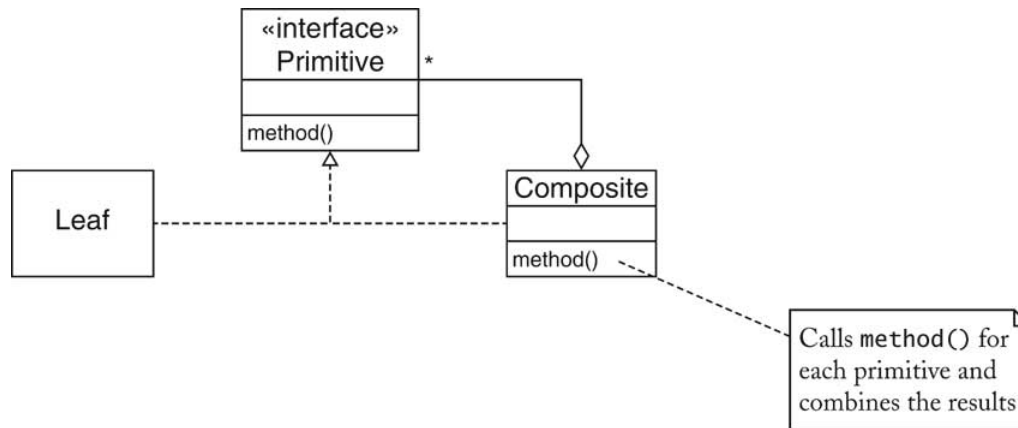 «interface»
Primitive
*
method()
Leaf
Composite
method()
Calls method() for
each primitive and
combines the results